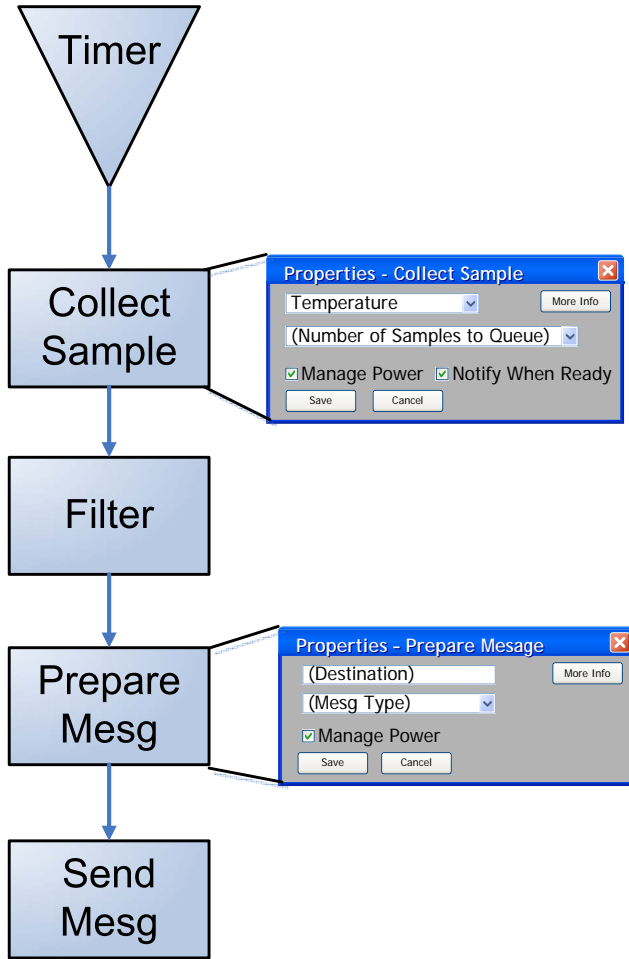 Timer
Collect
Sample
Properties - Collect Sample
Temperature
More Info
(Number of Samples to Queue)
Manage Power
Notify When Ready
Save
Cancel
Filter
Prepare
Mesg
Properties - Prepare Mesage
(Destination)
More Info
(Mesg Type)
Manage Power
Save
Cancel
Send
Mesg